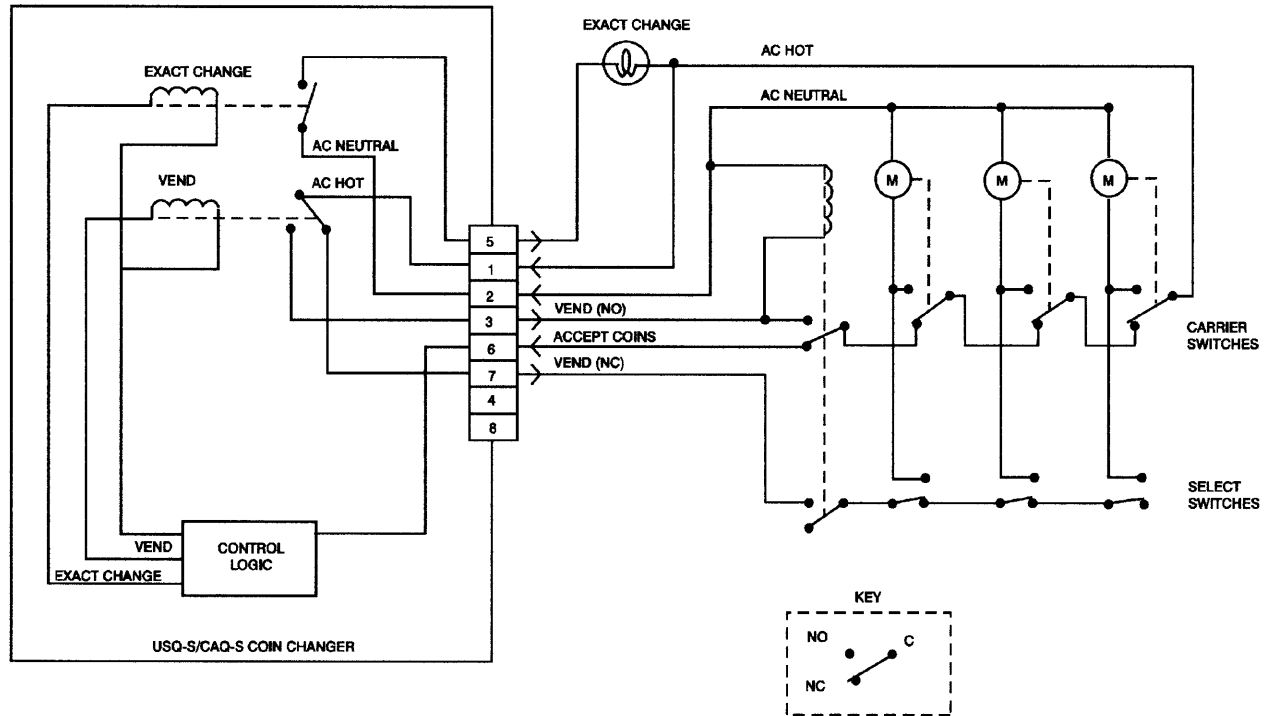 EXACT CHANGE
AC HOT
EXACT CHANGE
AC NEUTRAL
AC NEUTRAL
VEND
AC HOT
M
M
M
5
1
2
VEND (NO)
3
ACCEPT COINS
6
VEND (NC)
7
4
8
CARRIER
SWITCHES
SELECT
SWITCHES
VEND
CONTROL
LOGIC
EXACT CHANGE
USQ-S/CAQ-S COIN CHANGER
KEY
NO
C
NC